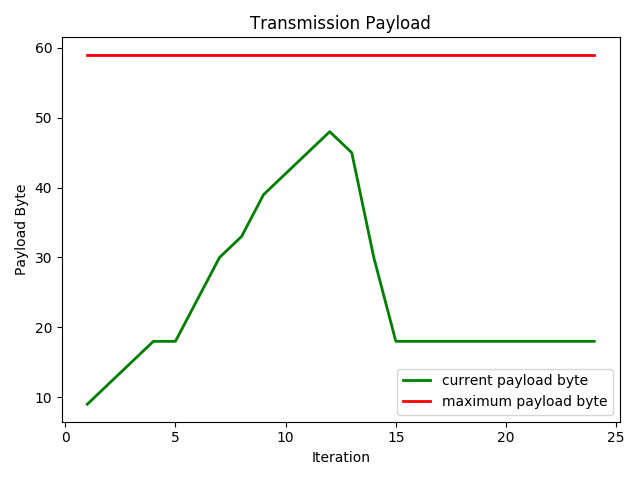 Transmission Payload
Payload Byte
60
50
40
30
20
10
0
5
10
15
20
25
Iteration
current payload byte
maximum payload byte